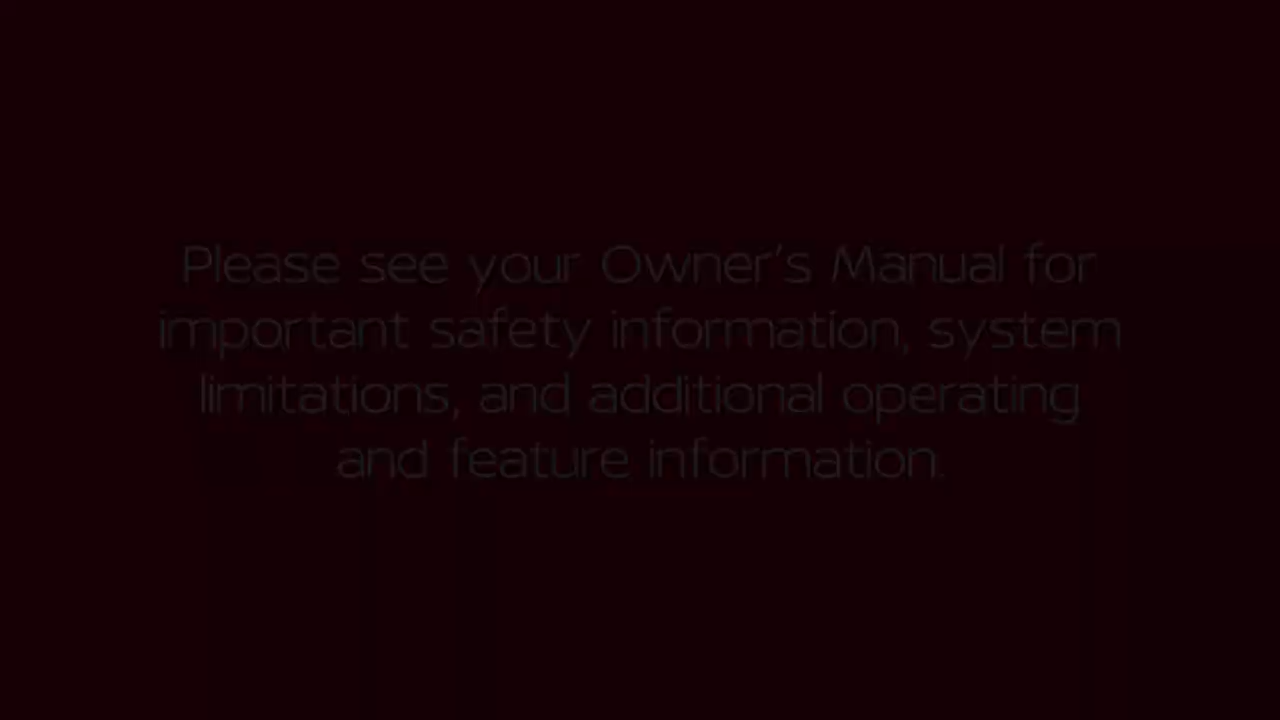 Please see your Owner's Manual for
important safety information, system
limitations, and additional operating
and feature information.